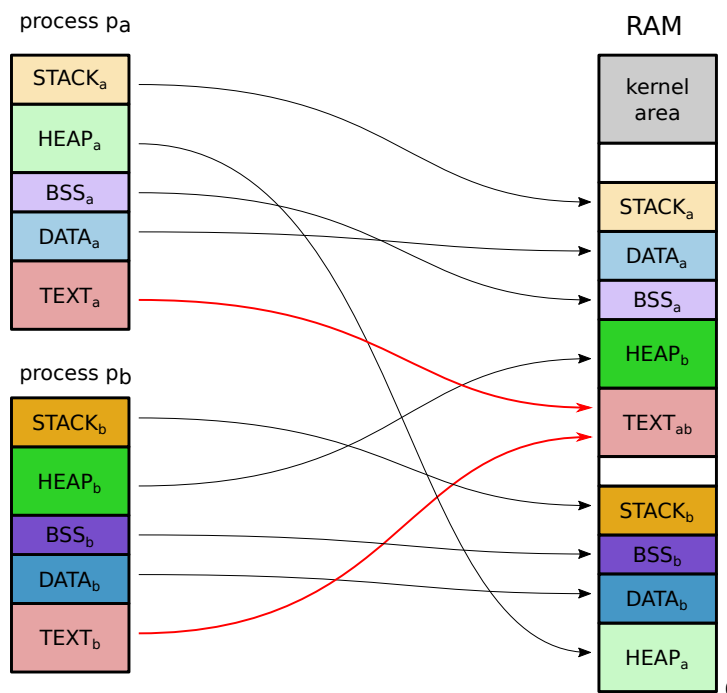 process pa
STACKa
HEAPa
BSSa
DATAa
TEXTa
process pb
STACKb
HEAPb
BSSb
DATAb
TEXTb
RAM
kernel
area
STACKa
DATAa
BSSa
HEAPb
TEXTab
STACKb
BSSb
DATAb
HEAPa